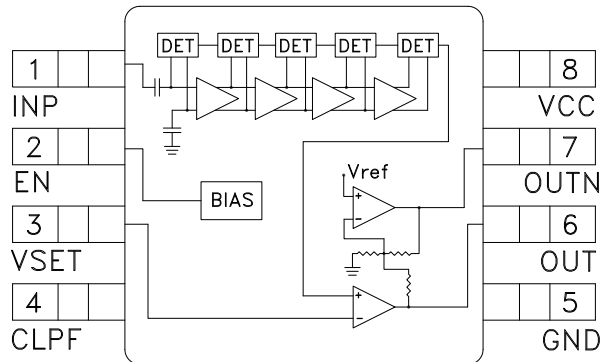 DET DET DET DET DET
1
INP
2
EN
3
VSET
4
CLPF
BIAS
Vref
+
−
+
−
8
VCC
7
OUTN
6
OUT
5
GND